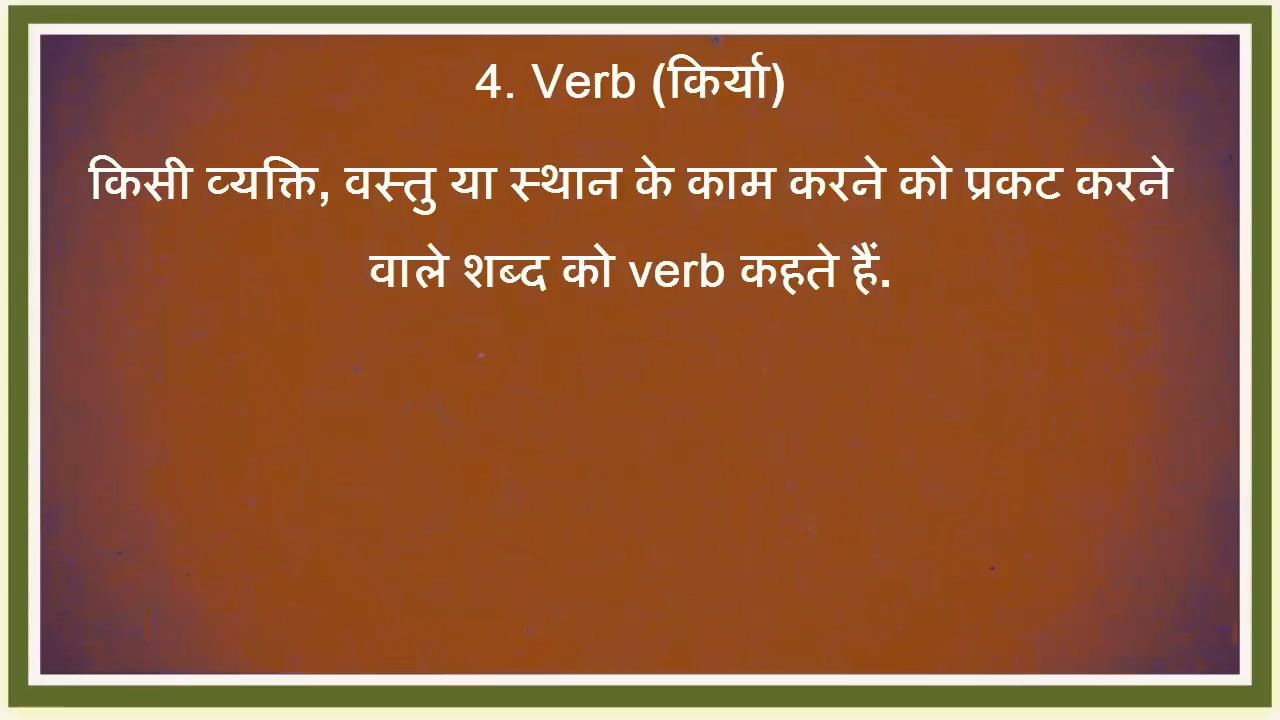 4. Verb (किर्या)
किसी व्यक्ति, वस्तु या स्थान के काम करने को प्रकट करने
वाले शब्द को verb कहते हैं.